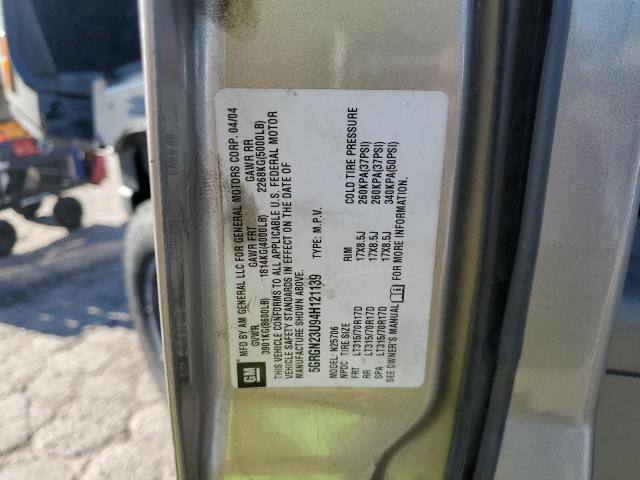 GM
MFD BY AM GENERAL LLC FOR GENERAL MOTORS CORP. 04/04
GVWR GAWR FRT GAWR RR
3901KG(8600LB) 1814KG(4000LB) 2268KG(5000LB)
THIS VEHICLE CONFORMS TO ALL APPLICABLE U.S. FEDERAL MOTOR
VEHICLE SAFETY STANDARDS IN EFFECT ON THE DATE OF
MANUFACTURE SHOWN ABOVE.
5GRGN23U94H121139 TYPE: M.P.V.
MODEL: N25706
NPDC TIRE SIZE RIM COLD TIRE PRESSURE
FRT LT315/70R17D 17X8.5J 260KPA(37PSI)
RR LT315/70R17D 17X8.5J 260KPA(37PSI)
SPA LT315/70R17D 17X8.5J 340KPA(50PSI)
SEE OWNER'S MANUAL FOR MORE INFORMATION.